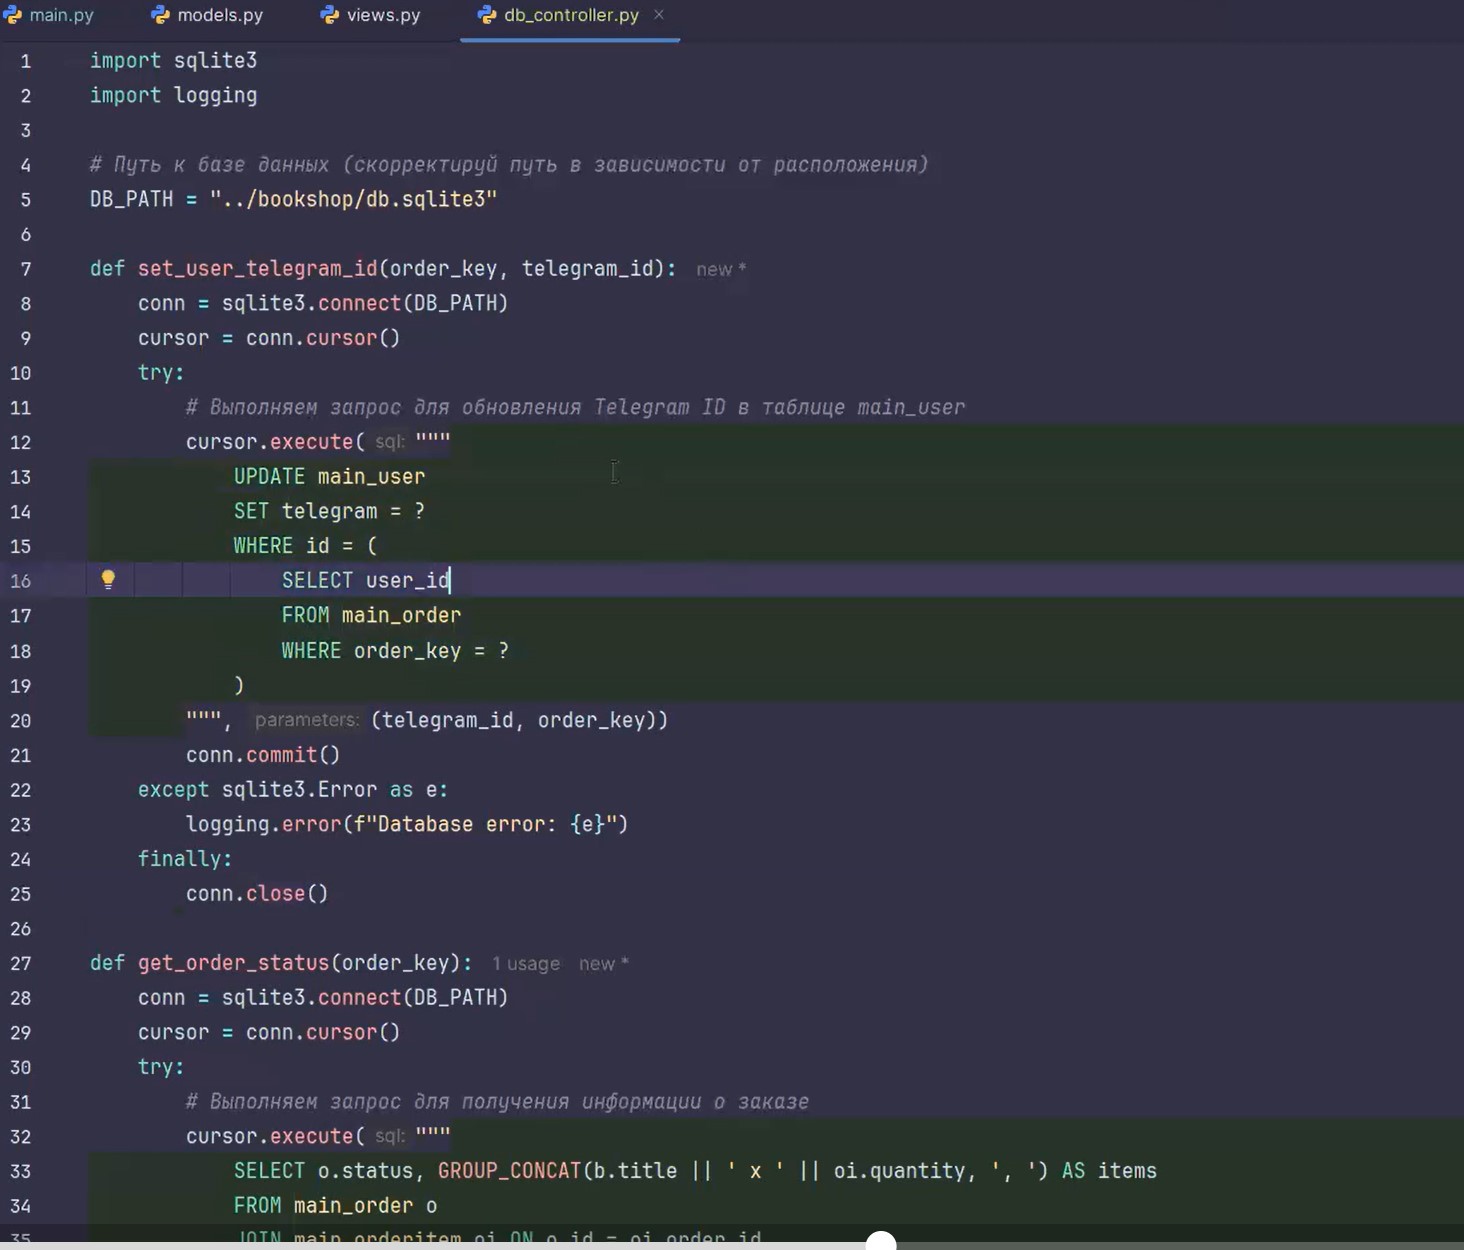 main.py models.py views.py db_controller.py ×
1 import sqlite3
2 import logging
3
4 # Путь к базе данных (скорректируй путь в зависимости от расположения)
5 DB_PATH = "../bookshop/db.sqlite3"
6
7 def set_user_telegram_id(order_key, telegram_id): new *
8 conn = sqlite3.connect(DB_PATH)
9 cursor = conn.cursor()
10 try:
11 # Выполняем запрос для обновления Telegram ID в таблице main_user
12 cursor.execute( sql: """
13 UPDATE main_user
14 SET telegram = ?
15 WHERE id = (
16 SELECT user_id
17 FROM main_order
18 WHERE order_key = ?
19 )
20 """, parameters: (telegram_id, order_key))
21 conn.commit()
22 except sqlite3.Error as e:
23 logging.error(f"Database error: {e}")
24 finally:
25 conn.close()
26
27 def get_order_status(order_key): 1 usage new *
28 conn = sqlite3.connect(DB_PATH)
29 cursor = conn.cursor()
30 try:
31 # Выполняем запрос для получения информации о заказе
32 cursor.execute( sql: """
33 SELECT o.status, GROUP_CONCAT(b.title || ' x ' || oi.quantity, ', ') AS items
34 FROM main_order o
35 JOIN main_orderitem oi ON o.id = oi.order_id